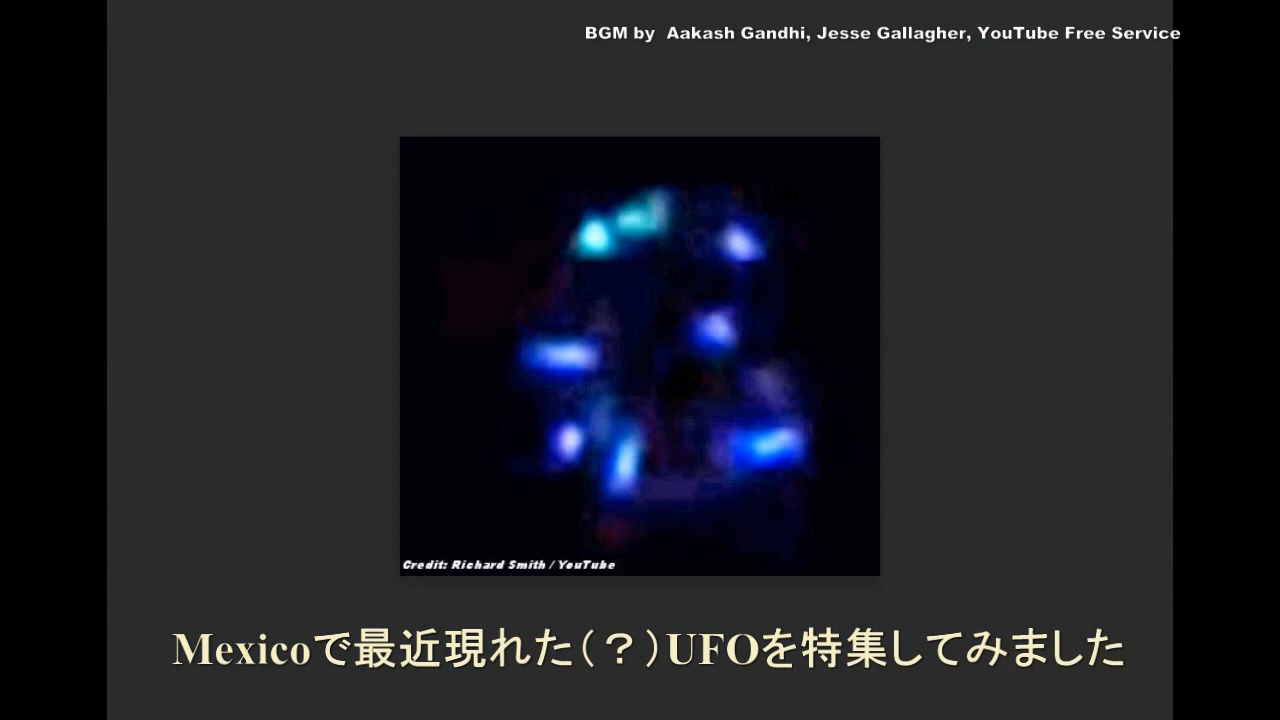 BGM by  Aakash Gandhi, Jesse Gallagher, YouTube Free Service
Credit: Richard Smith / YouTube
Mexicoで最近現れた（？）UFOを特集してみました